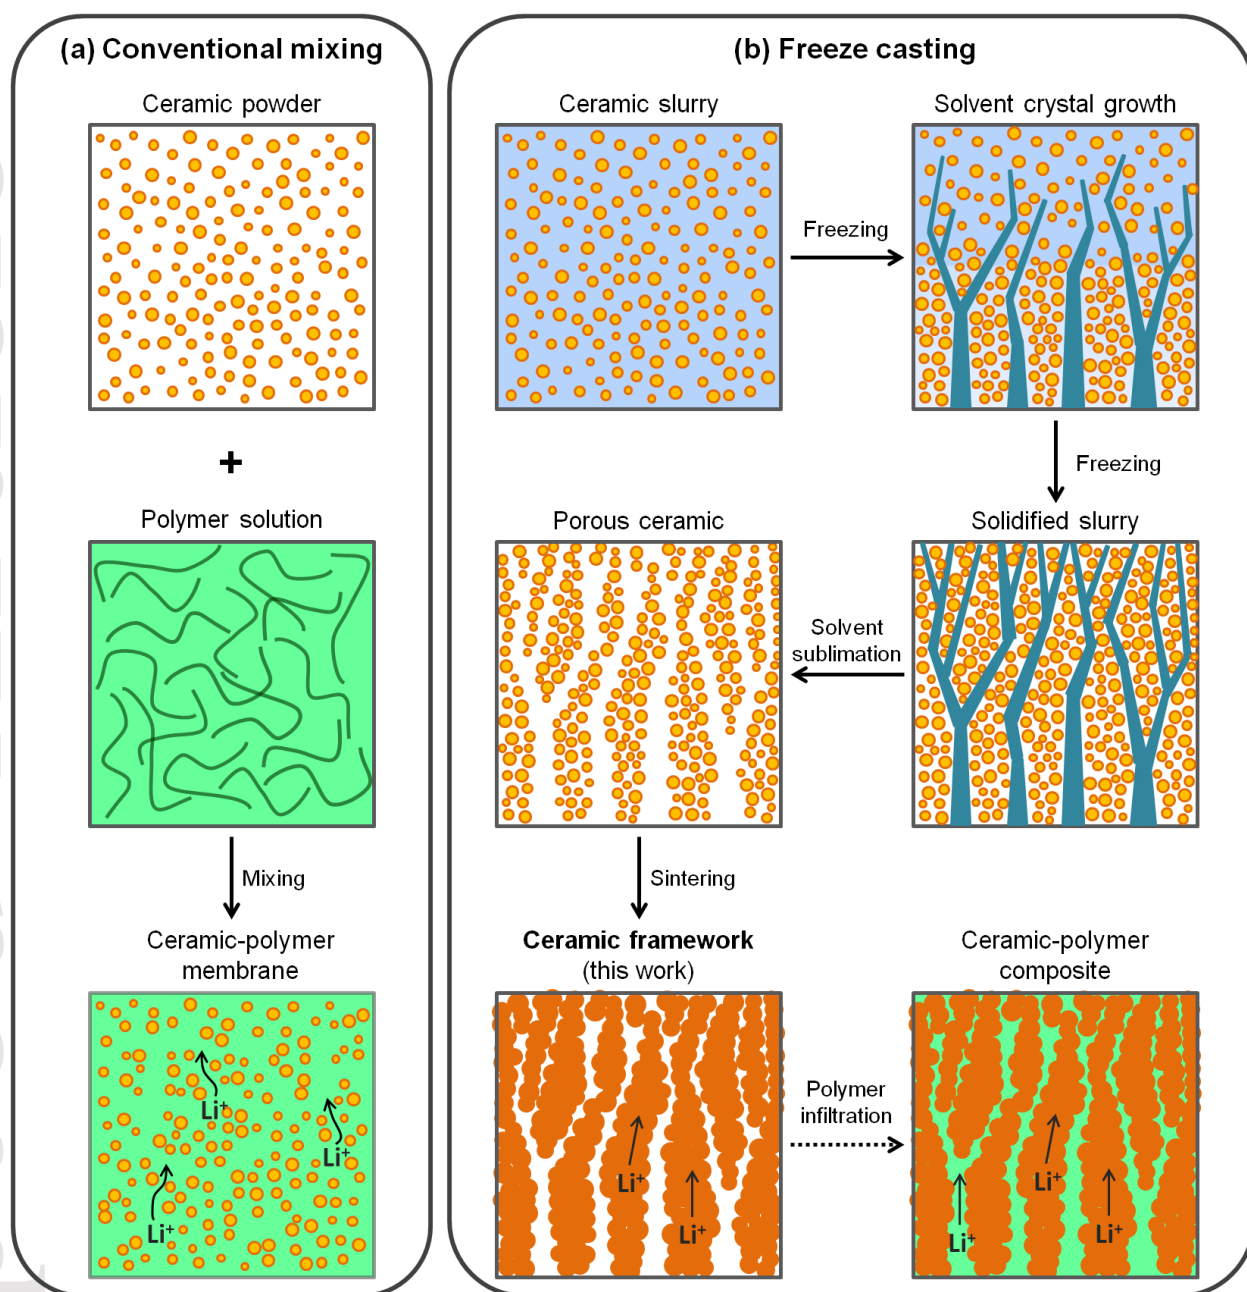 (a) Conventional mixing
Ceramic powder
+
Polymer solution
Mixing
Ceramic-polymer
membrane
Li⁺
Li⁺
Li⁺
(b) Freeze casting
Ceramic slurry
Freezing
Solvent crystal growth
Freezing
Solidified slurry
Solvent
sublimation
Porous ceramic
Sintering
Ceramic framework
(this work)
Li⁺
Li⁺
Polymer
infiltration
Ceramic-polymer
composite
Li⁺
Li⁺
Li⁺